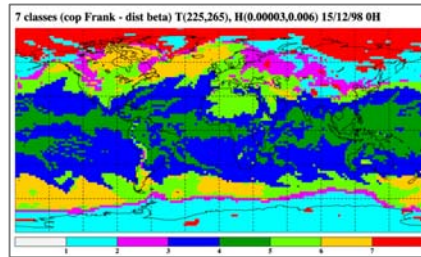 7 classes (cop Frank - dist beta) T(225,265), H(0.00003,0.006) 15/12/98 0H
1 2 3 4 5 6 7